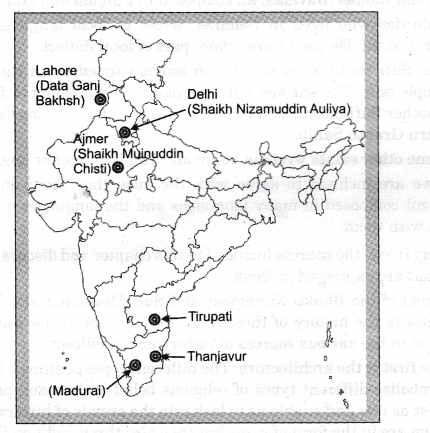 Lahore
(Data Ganj
Bakhsh)
Delhi
(Shaikh Nizamuddin Auliya)
Ajmer
(Shaikh Muinuddin
Chisti)
Tirupati
Thanjavur
(Madurai)